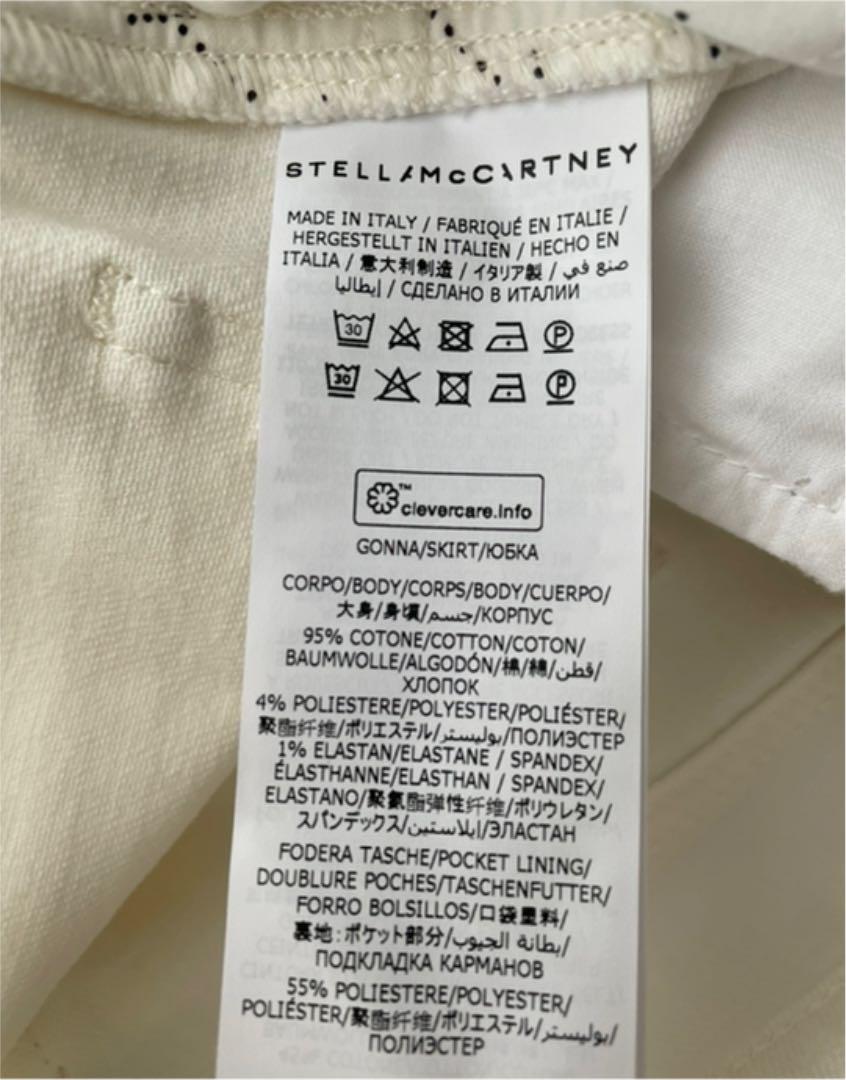 STELLA McCARTNEY
MADE IN ITALY / FABRIQUÉ EN ITALIE /
HERGESTELLT IN ITALIEN / HECHO EN
ITALIA / 意大利制造 / イタリア製 / صنع في
إيطاليا / СДЕЛАНО В ИТАЛИИ
30 P
30 P
™
clevercare.info
GONNA/SKIRT/ЮБКА
CORPO/BODY/CORPS/BODY/CUERPO/
大身/身頃/جسم/КОРПУС
95% COTONE/COTTON/COTON/
BAUMWOLLE/ALGODÓN/棉/綿/قطن/
ХЛОПОК
4% POLIESTERE/POLYESTER/POLIÉSTER/
聚酯纤维/ポリエステル/بوليستر/ПОЛИЭСТЕР
1% ELASTAN/ELASTANE / SPANDEX/
ÉLASTHANNE/ELASTHAN / SPANDEX/
ELASTANO/聚氨酯弹性纤维/ポリウレタン/
スパンデックス/إيلاستين/ЭЛАСТАН
FODERA TASCHE/POCKET LINING/
DOUBLURE POCHES/TASCHENFUTTER/
FORRO BOLSILLOS/口袋里料/
裏地:ポケット部分/بطانة الجيوب/
ПОДКЛАДКА КАРМАНОВ
55% POLIESTERE/POLYESTER/
POLIÉSTER/聚酯纤维/ポリエステル/بوليستر/
ПОЛИЭСТЕР